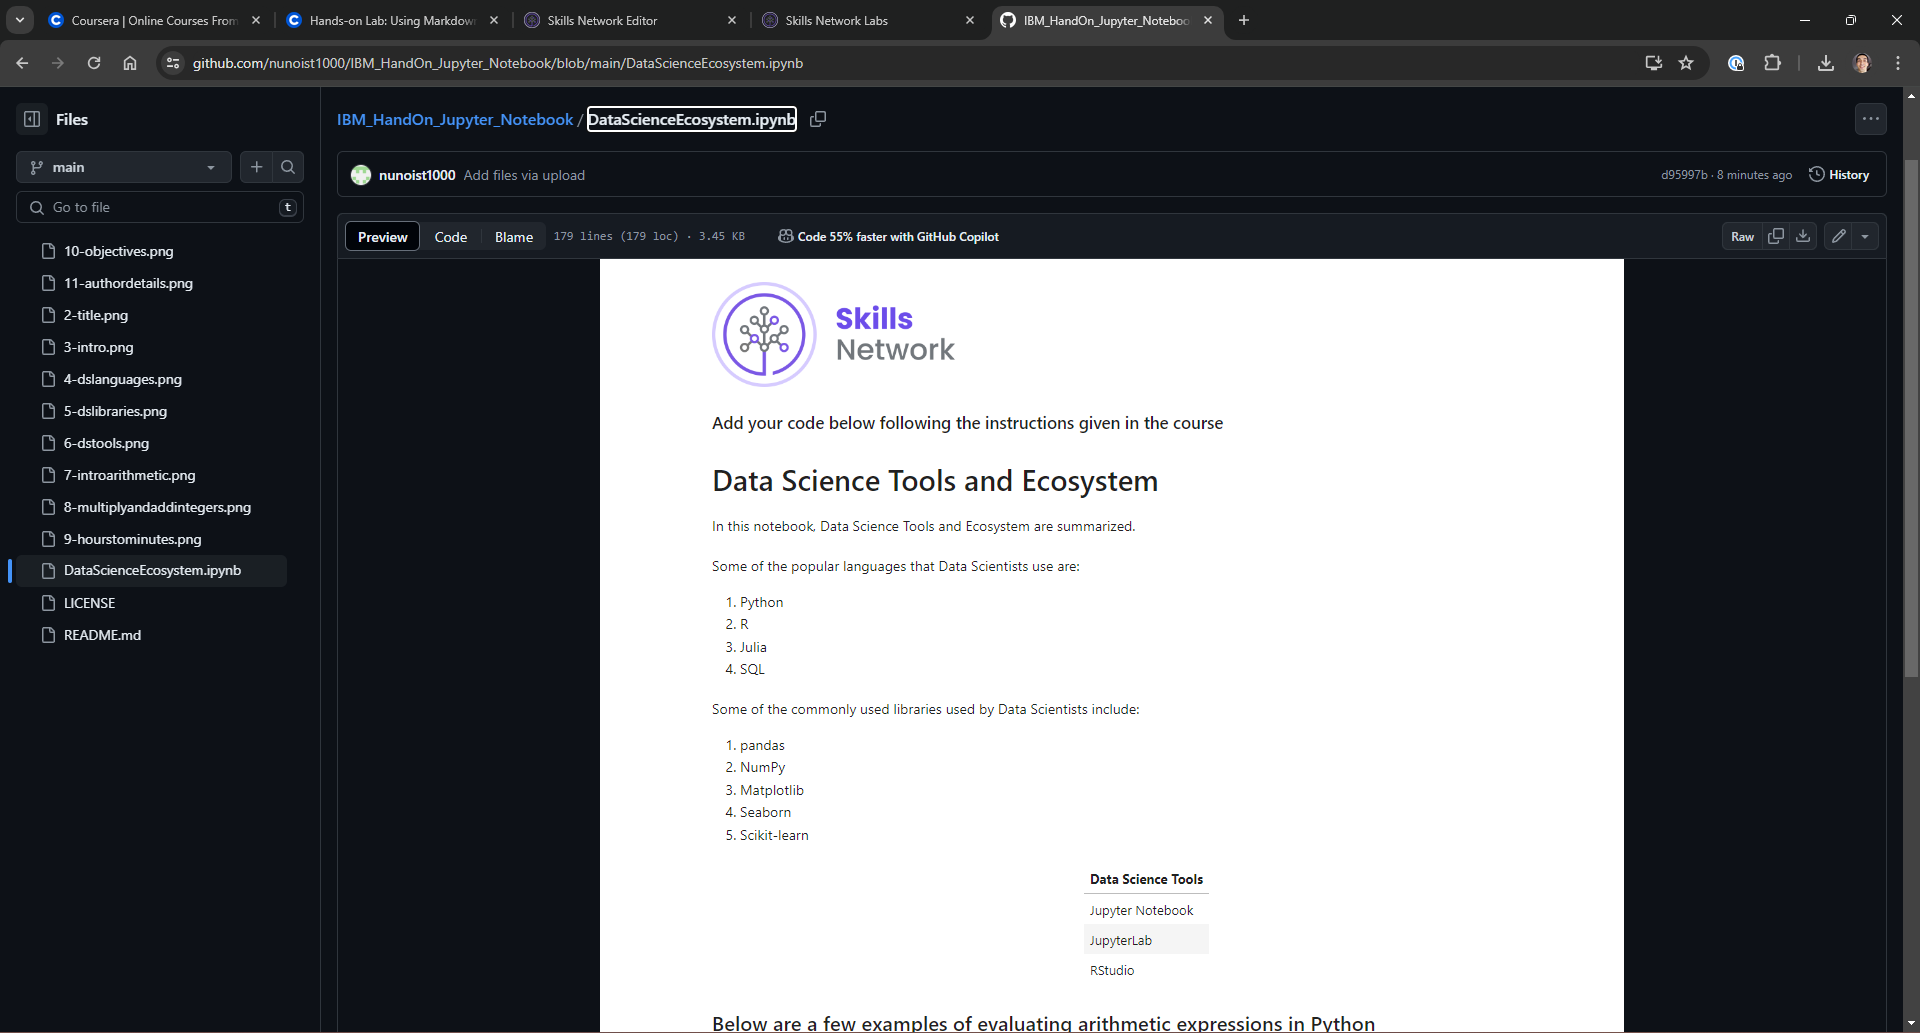 Coursera | Online Courses From
Hands-on Lab: Using Markdown
Skills Network Editor
Skills Network Labs
IBM_HandOn_Jupyter_Notebo
github.com/nunoist1000/IBM_HandOn_Jupyter_Notebook/blob/main/DataScienceEcosystem.ipynb
Files
main
Go to file
t
10-objectives.png
11-authordetails.png
2-title.png
3-intro.png
4-dslanguages.png
5-dslibraries.png
6-dstools.png
7-introarithmetic.png
8-multiplyandaddintegers.png
9-hourstominutes.png
DataScienceEcosystem.ipynb
LICENSE
README.md
IBM_HandOn_Jupyter_Notebook / DataScienceEcosystem.ipynb
nunoist1000 Add files via upload
d95997b · 8 minutes ago History
Preview Code Blame 179 lines (179 loc) · 3.45 KB Code 55% faster with GitHub Copilot Raw
Skills
Network
Add your code below following the instructions given in the course
Data Science Tools and Ecosystem
In this notebook, Data Science Tools and Ecosystem are summarized.
Some of the popular languages that Data Scientists use are:
1. Python
2. R
3. Julia
4. SQL
Some of the commonly used libraries used by Data Scientists include:
1. pandas
2. NumPy
3. Matplotlib
4. Seaborn
5. Scikit-learn
Data Science Tools
Jupyter Notebook
JupyterLab
RStudio
Below are a few examples of evaluating arithmetic expressions in Python